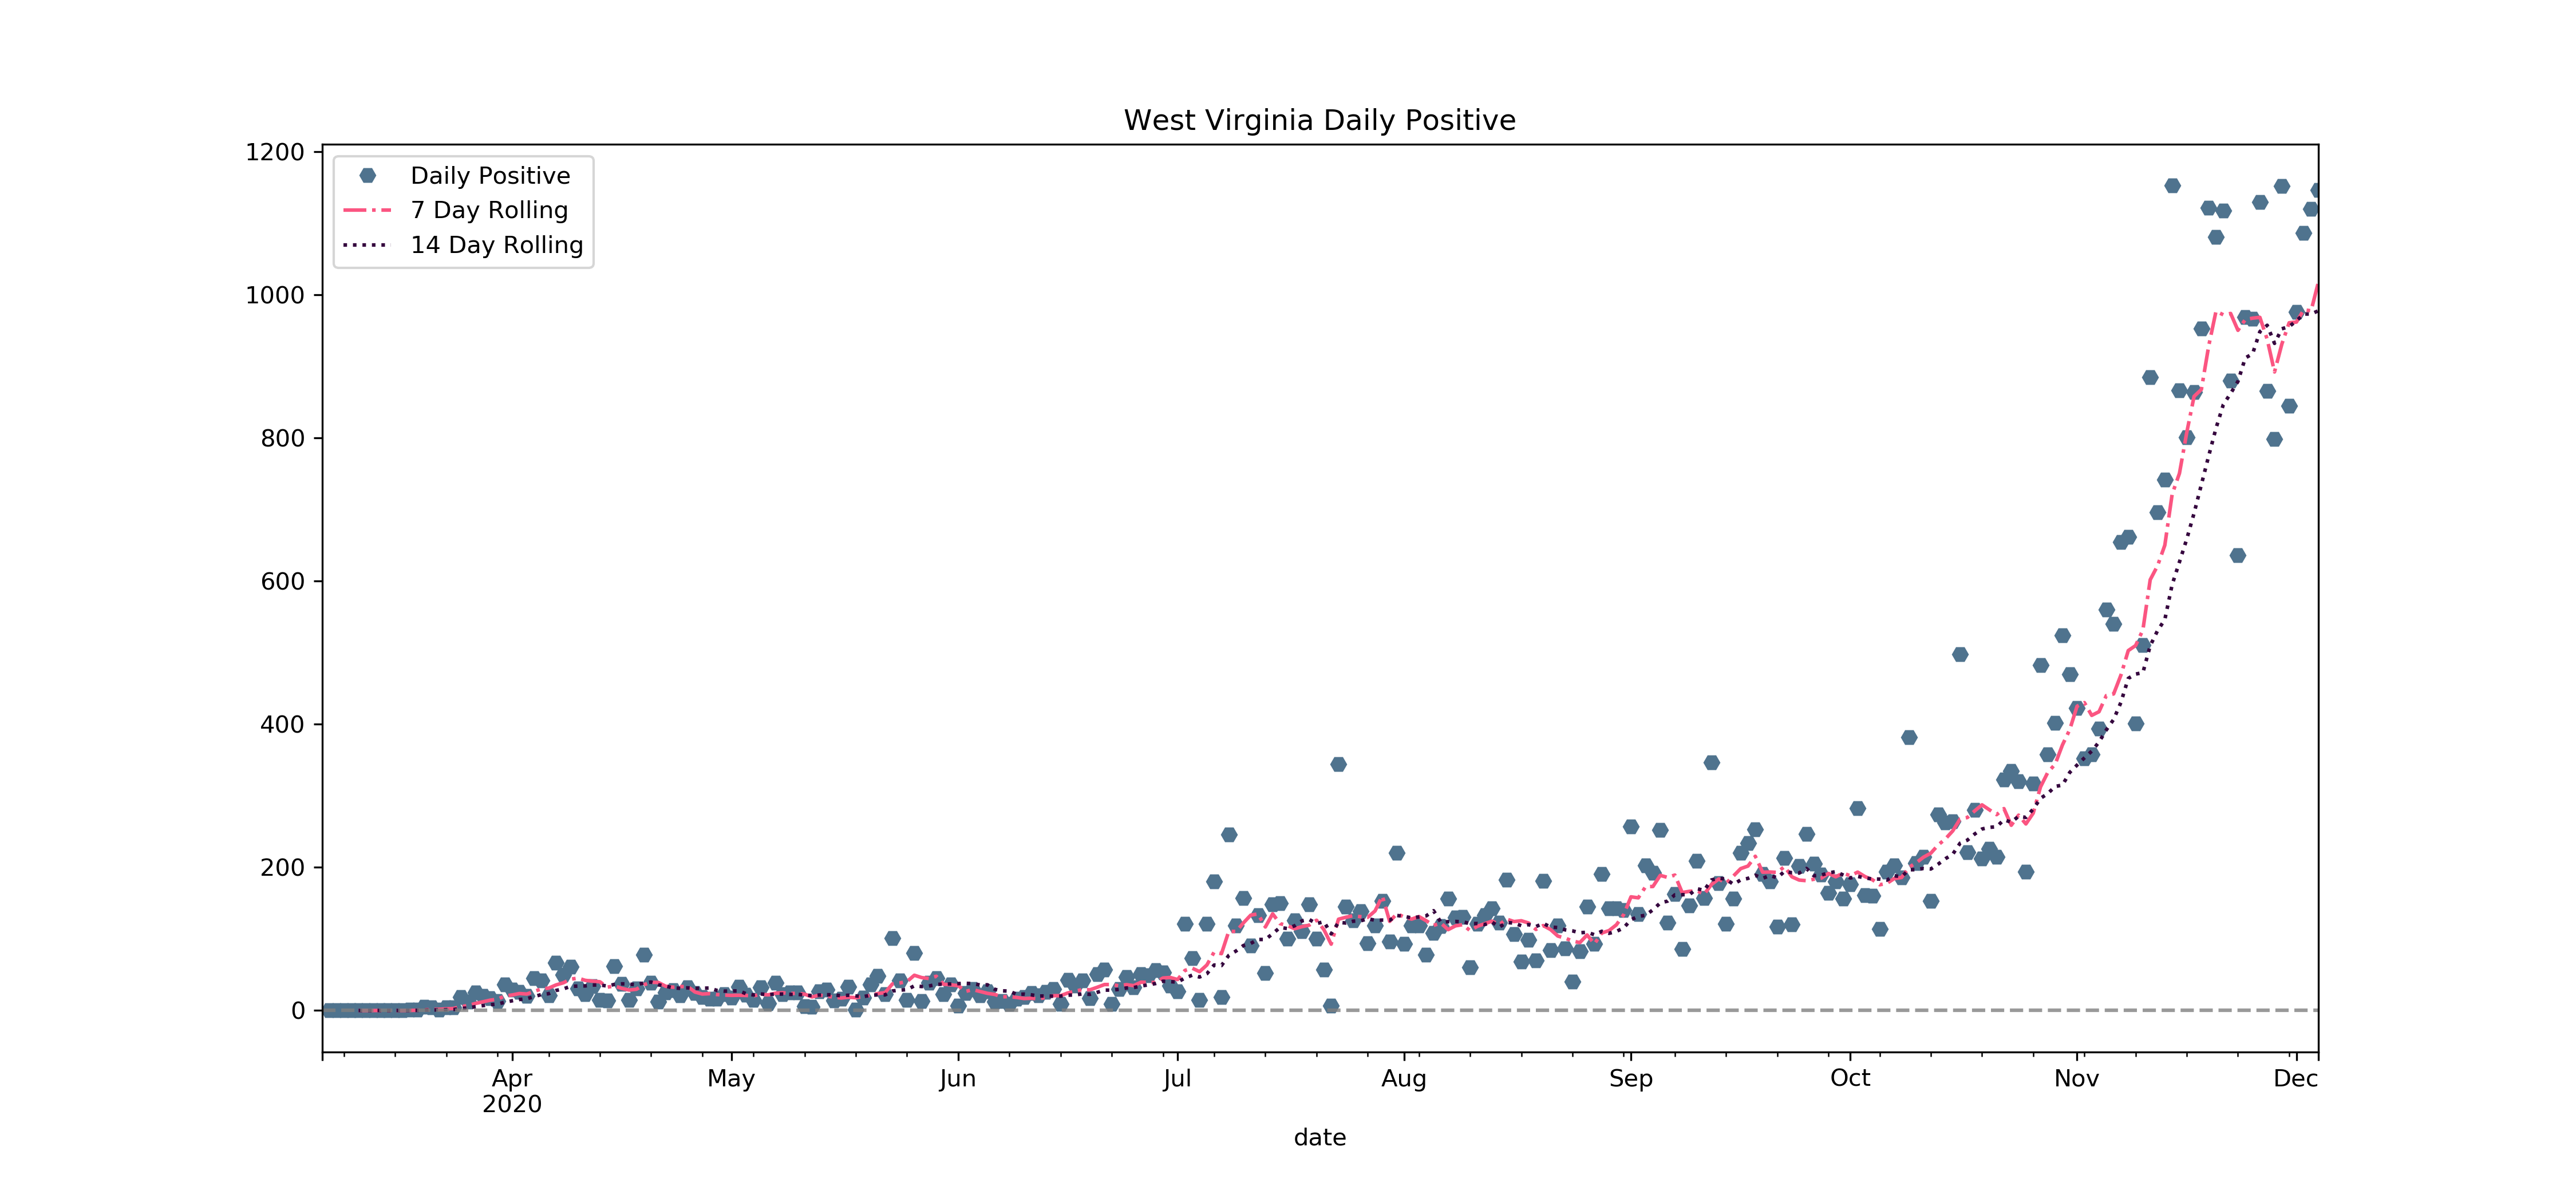 West Virginia Daily Positive
1200
1000
800
600
400
200
0
Daily Positive
7 Day Rolling
14 Day Rolling
Apr May Jun Jul Aug Sep Oct Nov Dec
2020
date